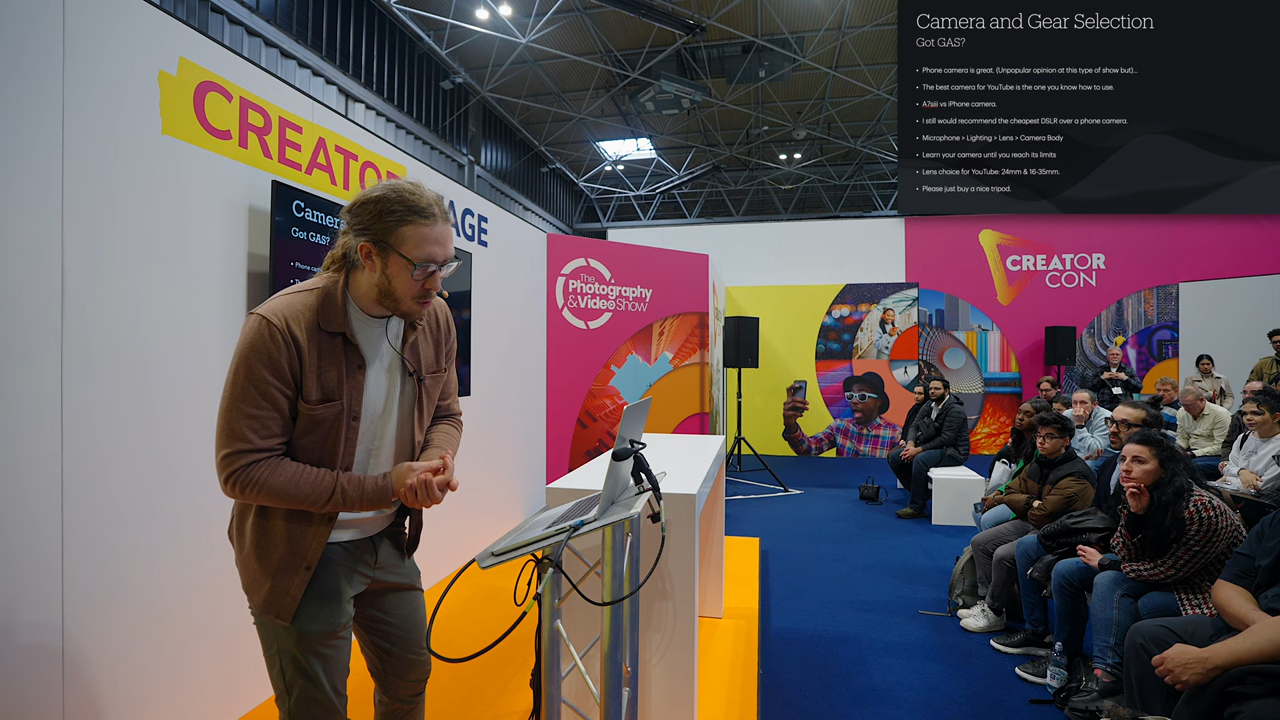 Camera and Gear Selection
Got GAS?
• Phone camera is great. (Unpopular opinion at this type of show but)...
• The best camera for YouTube is the one you know how to use.
• A7siii vs iPhone camera.
• I still would recommend the cheapest DSLR over a phone camera.
• Microphone > Lighting > Lens > Camera Body
• Learn your camera until you reach its limits
• Lens choice for YouTube: 24mm & 16-35mm.
• Please just buy a nice tripod.
CREATOR
AGE
Came
Got GAS?
• Phone ca
The
Photography
&Video Show
CREATOR
CON